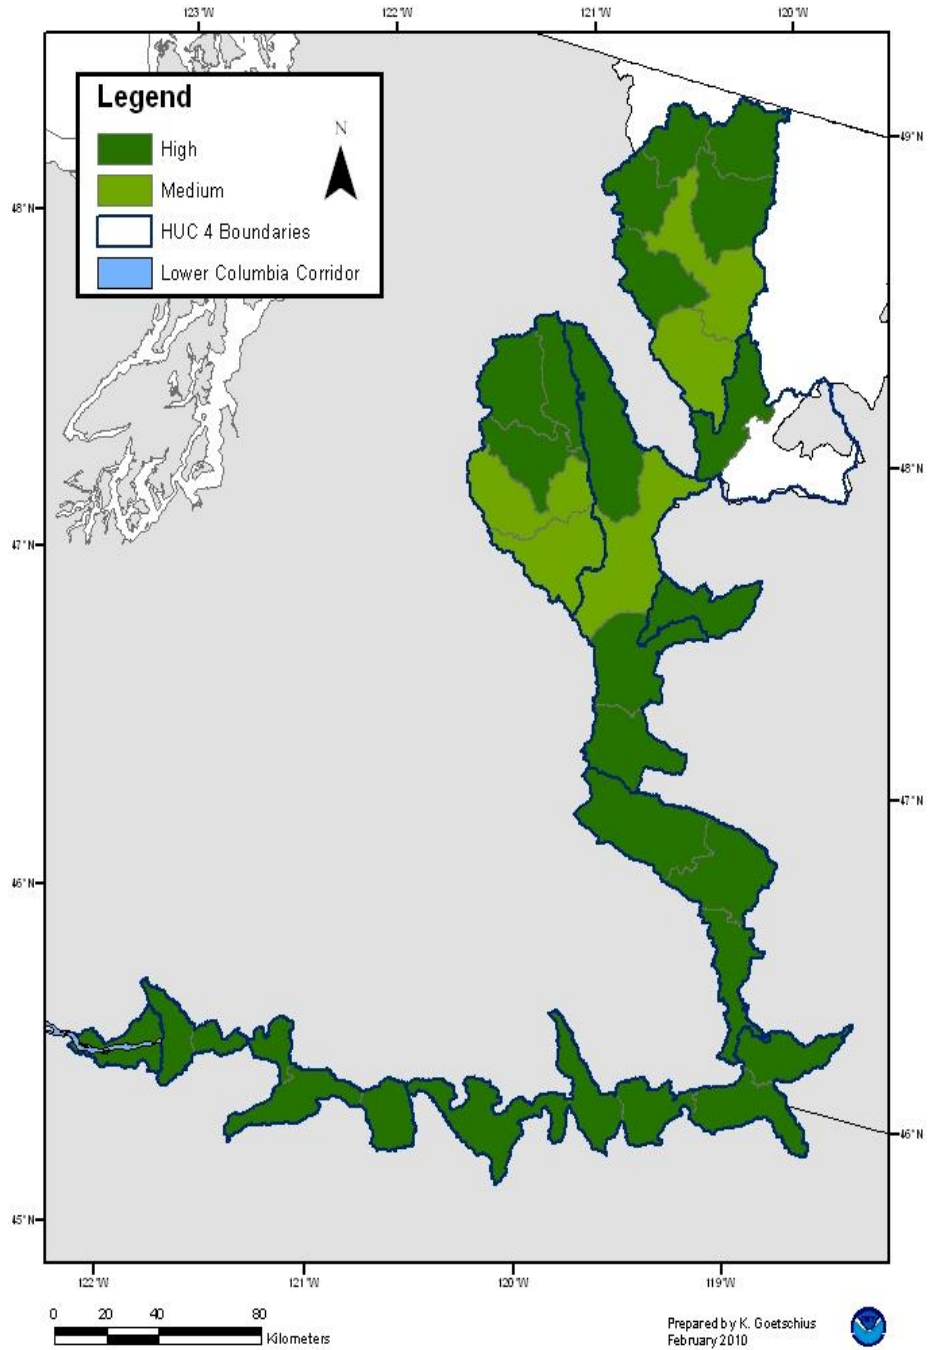 123°W 122°W 121°W 120°W
Legend
High
Medium
HUC 4 Boundaries
Lower Columbia Corridor
N
49°N
48°N
48°N
47°N
47°N
46°N
46°N
45°N
122°W 121°W 120°W 119°W
0 20 40 80
Kilometers
Prepared by K. Goetschius
February 2010